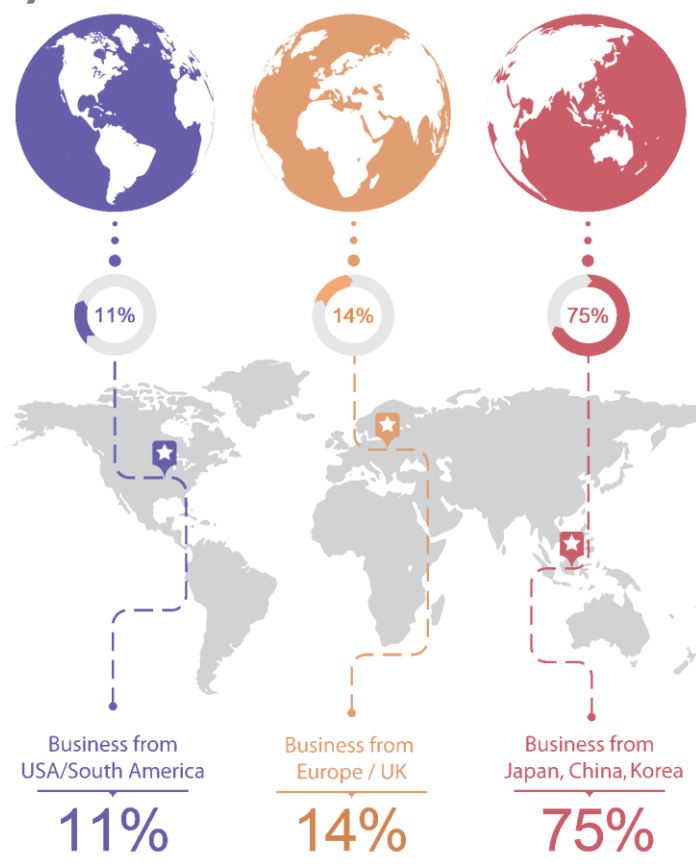 11%
14%
75%
Business from
USA/South America
11%
Business from
Europe / UK
14%
Business from
Japan, China, Korea
75%